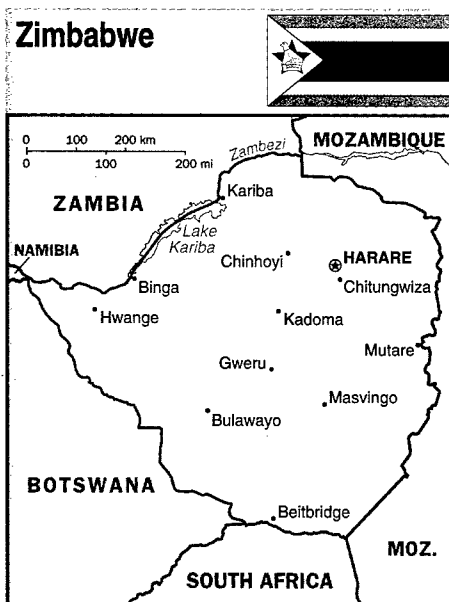 Zimbabwe
0 100 200 km
0 100 200 mi
MOZAMBIQUE
Zambezi
ZAMBIA
Kariba
Lake
Kariba
NAMIBIA
Chinhoyi
HARARE
Binga
Chitungwiza
Hwange
Kadoma
Mutare
Gweru
Masvingo
Bulawayo
BOTSWANA
Beitbridge
MOZ.
SOUTH AFRICA